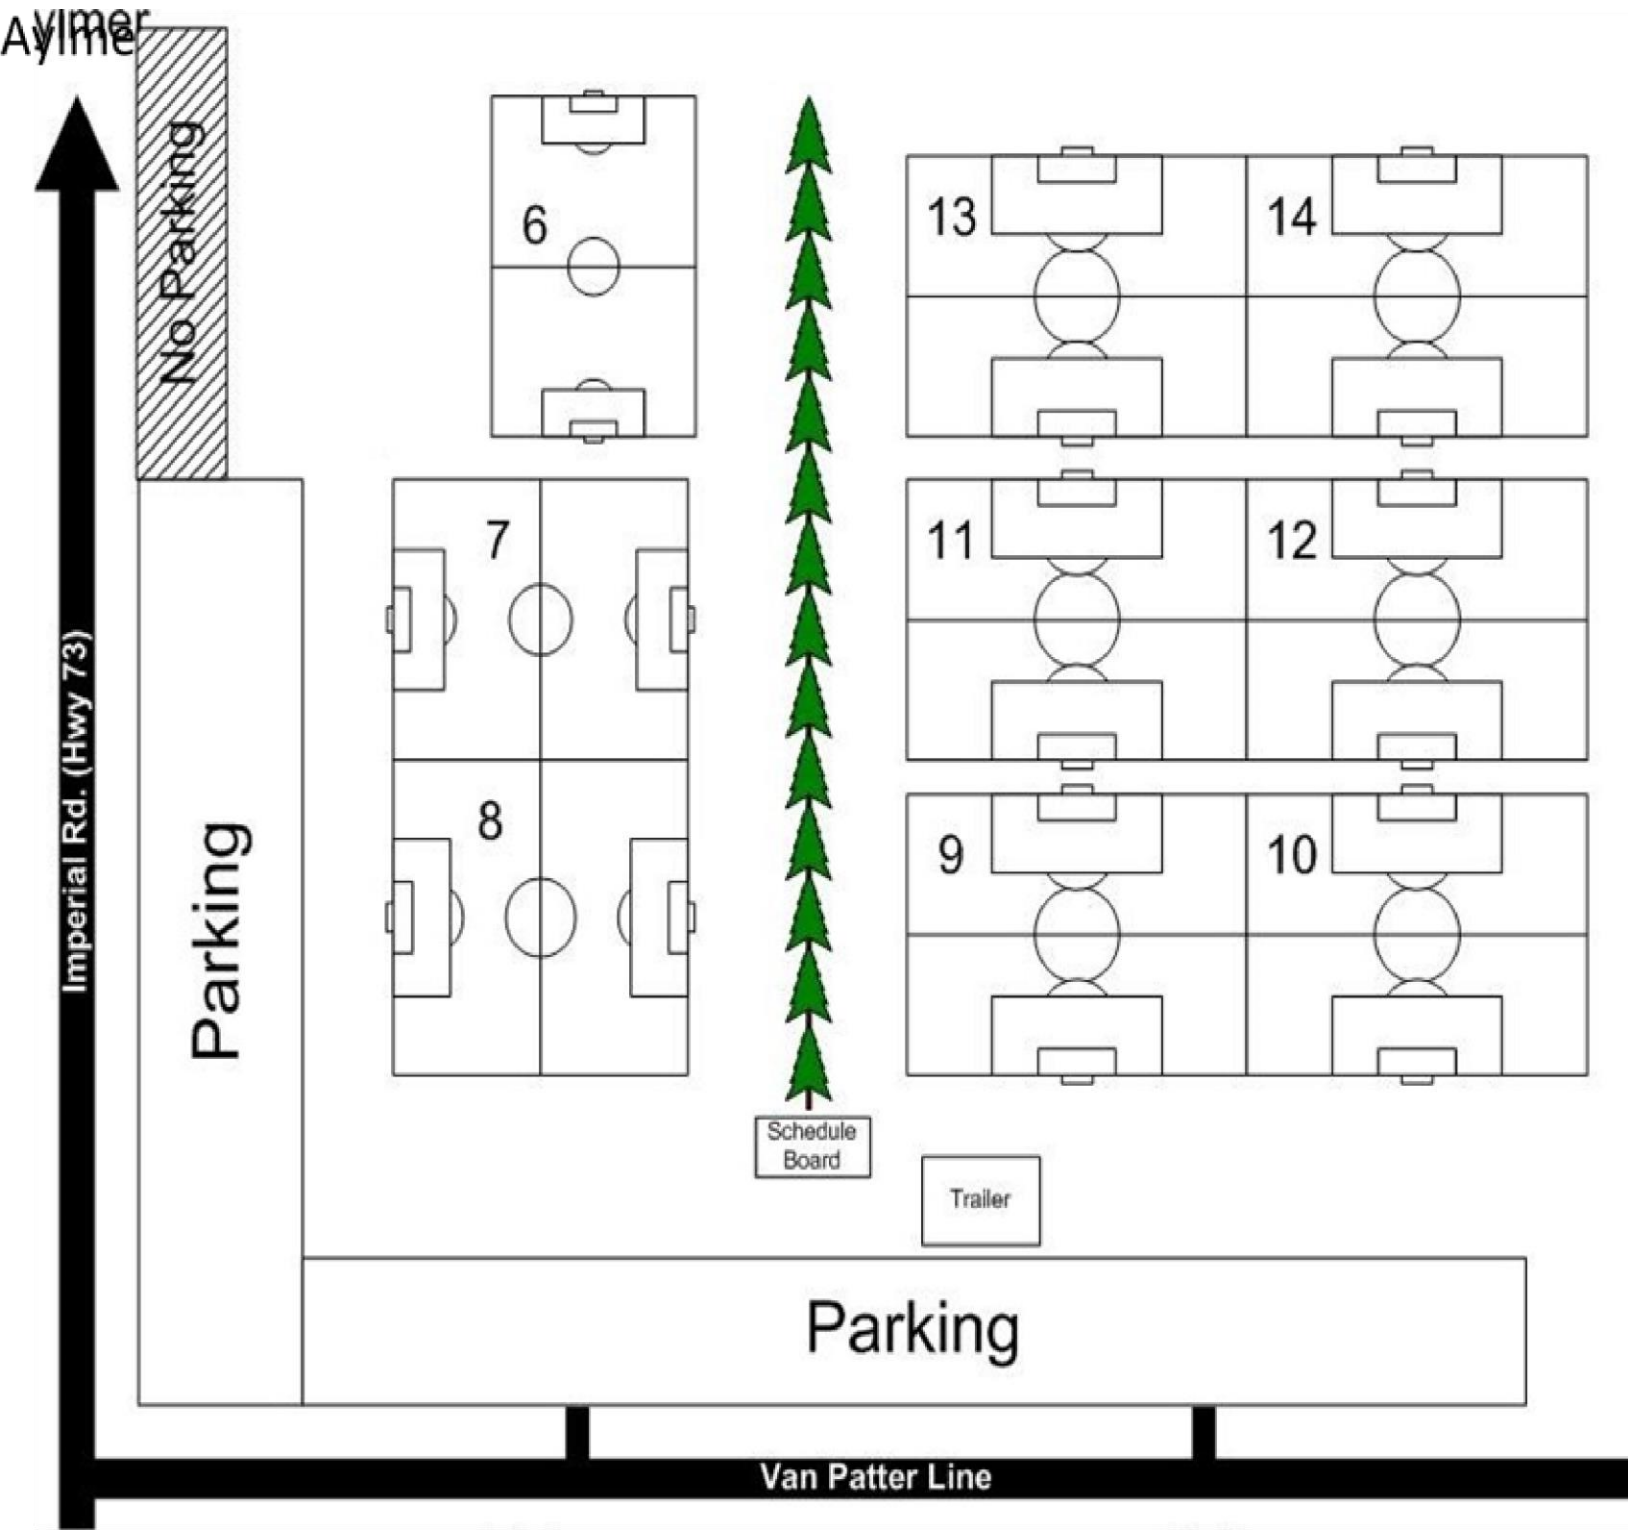 ylmer
Aylmer
No Parking
6
13
14
7
11
12
Imperial Rd. (Hwy 73)
Parking
8
9
10
Schedule
Board
Trailer
Parking
Van Patter Line